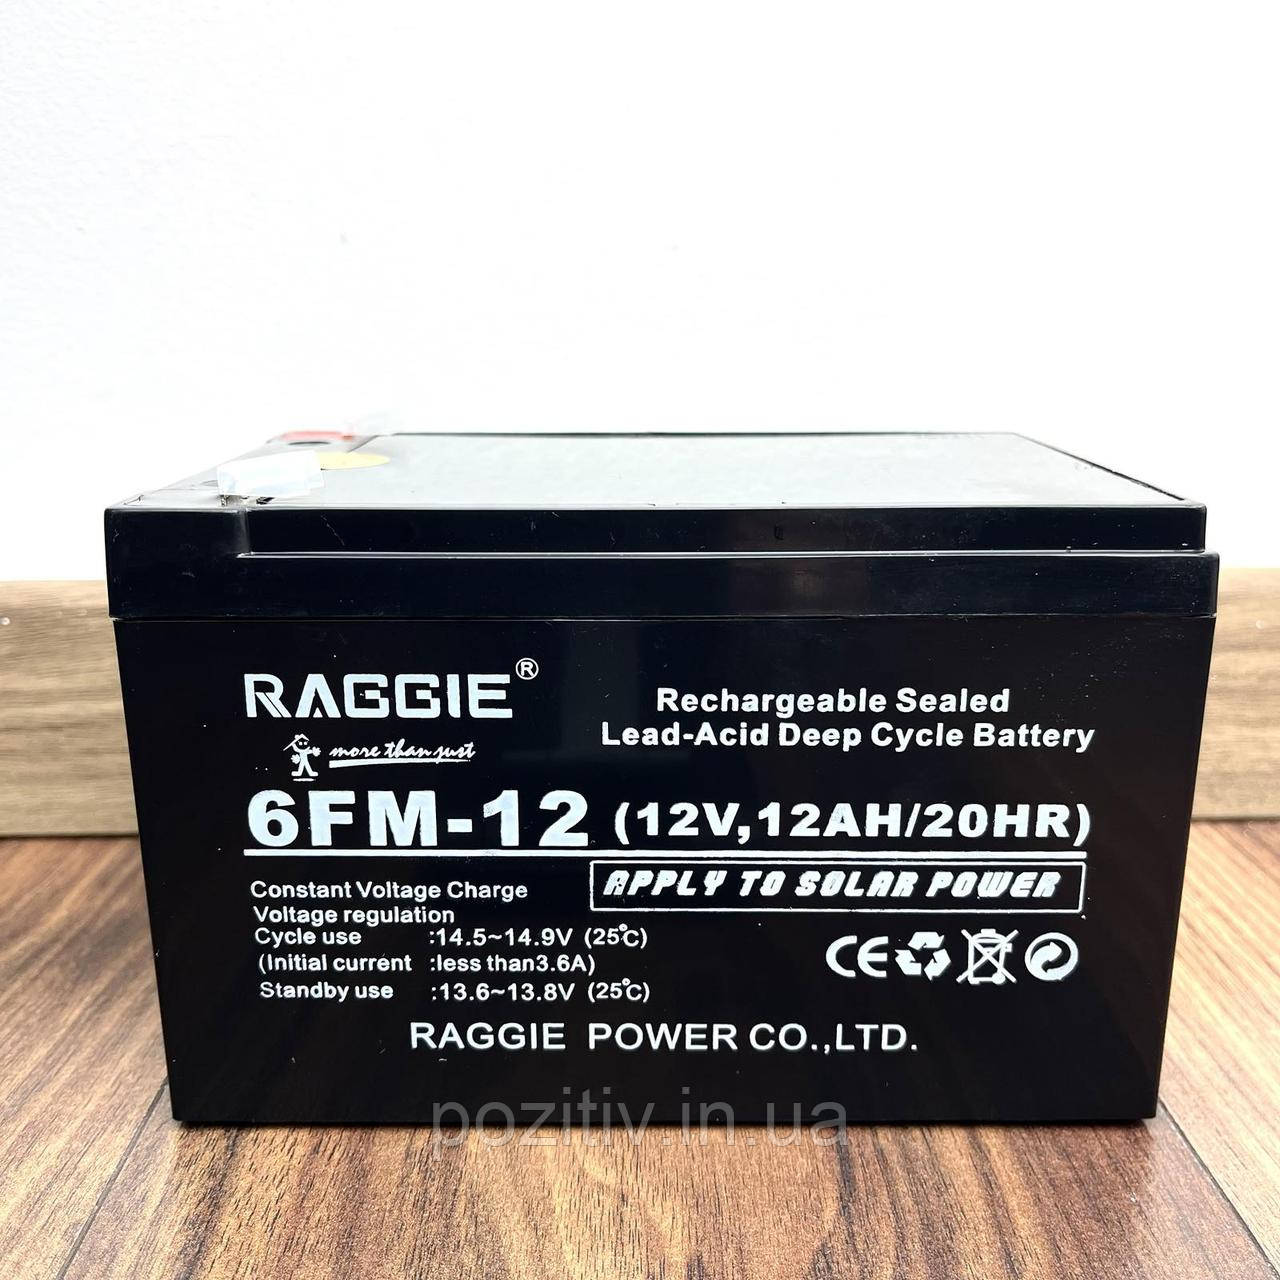 RAGGIE®
more than just
Rechargeable Sealed
Lead-Acid Deep Cycle Battery
6FM-12 (12V,12AH/20HR)
APPLY TO SOLAR POWER
Constant Voltage Charge
Voltage regulation
Cycle use :14.5~14.9V (25℃)
(Initial current :less than3.6A)
Standby use :13.6~13.8V (25℃)
CE
RAGGIE POWER CO.,LTD.
pozitiv.in.ua